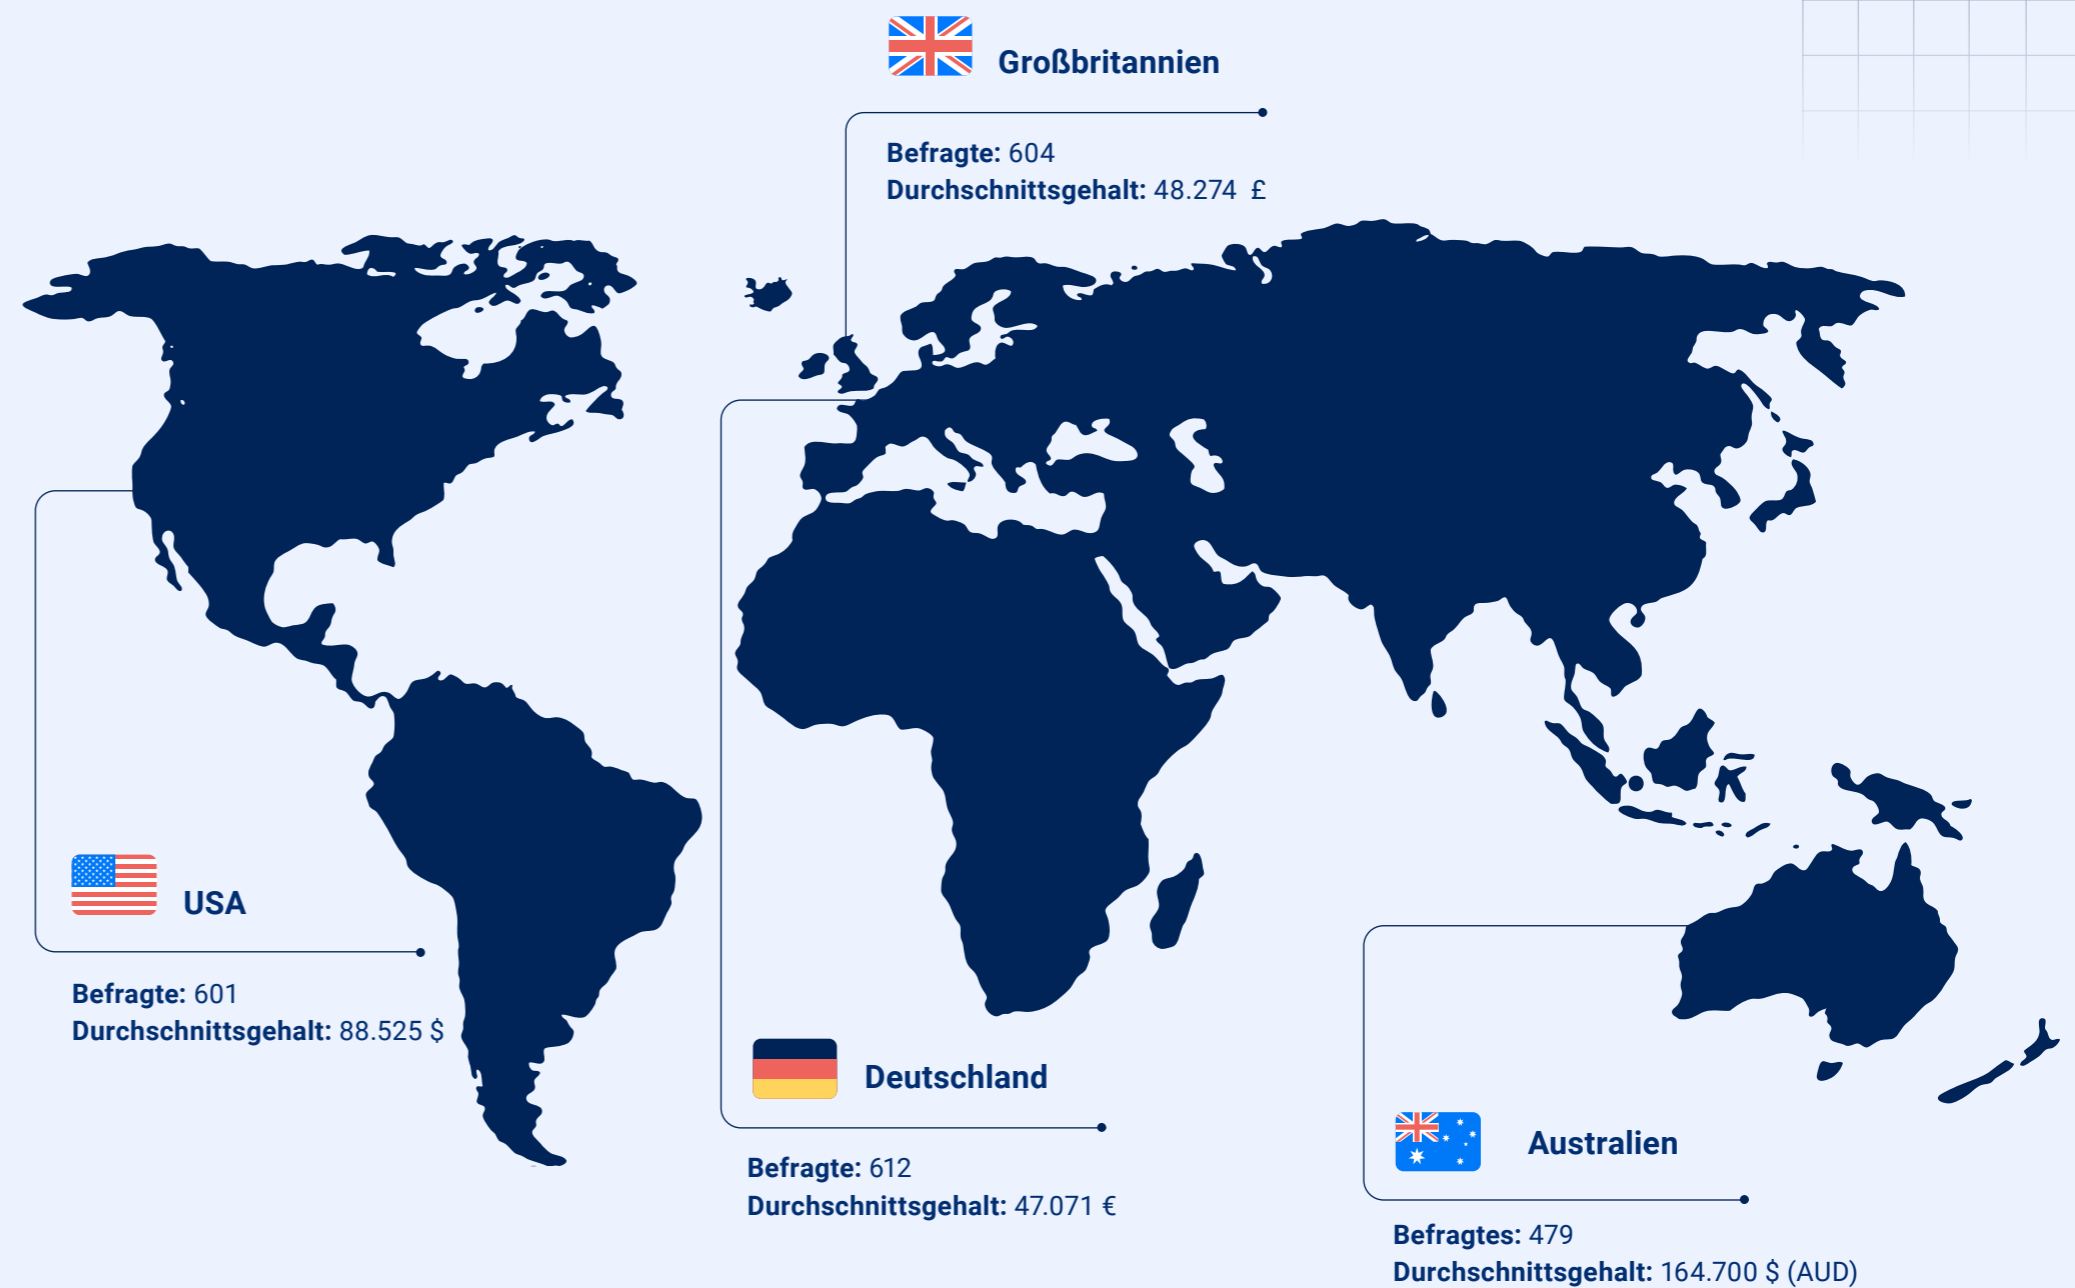 Großbritannien
Befragte: 604
Durchschnittsgehalt: 48.274 £
USA
Befragte: 601
Durchschnittsgehalt: 88.525 $
Deutschland
Befragte: 612
Durchschnittsgehalt: 47.071 €
Australien
Befragtes: 479
Durchschnittsgehalt: 164.700 $ (AUD)